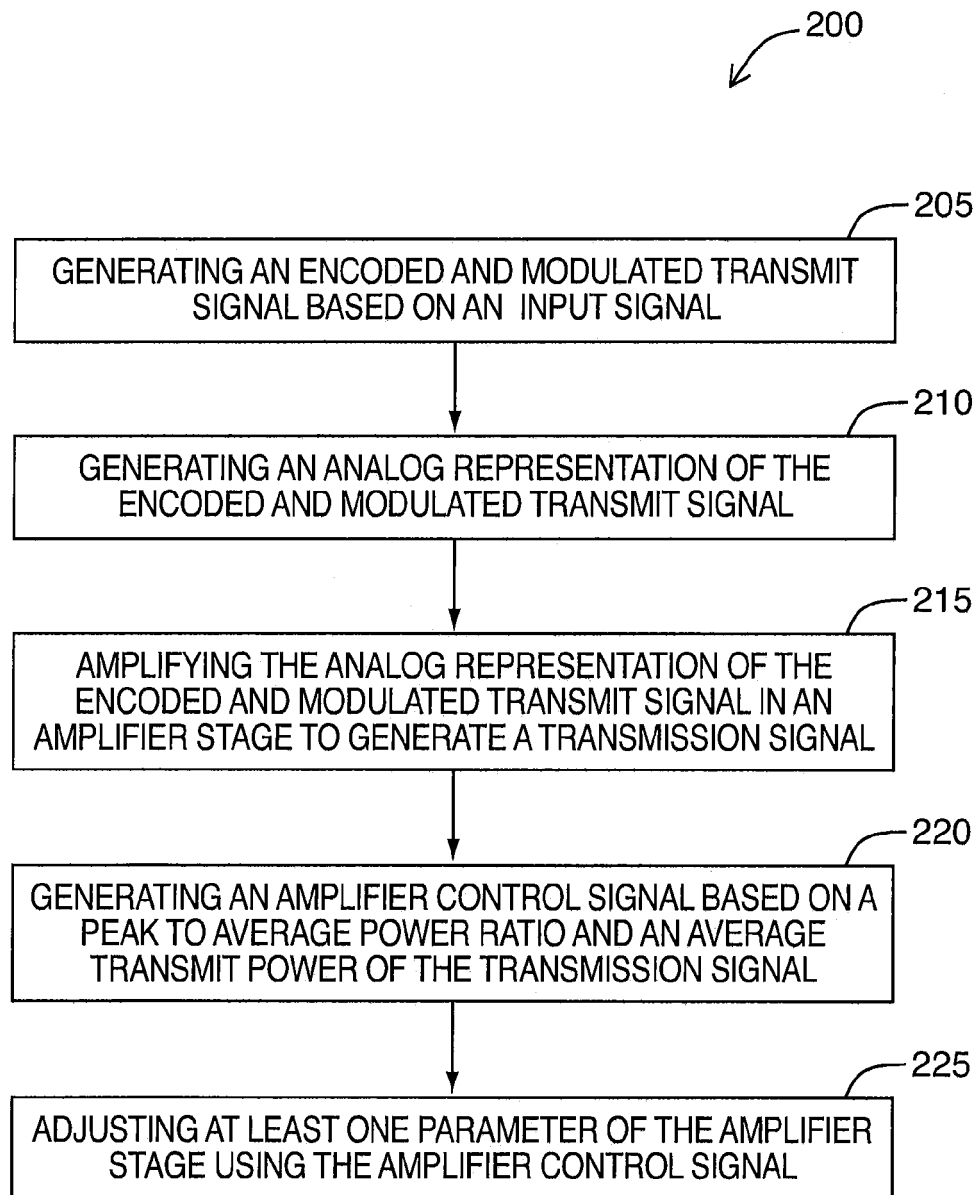 200
205
GENERATING AN ENCODED AND MODULATED TRANSMIT
SIGNAL BASED ON AN INPUT SIGNAL
210
GENERATING AN ANALOG REPRESENTATION OF THE
ENCODED AND MODULATED TRANSMIT SIGNAL
215
AMPLIFYING THE ANALOG REPRESENTATION OF THE
ENCODED AND MODULATED TRANSMIT SIGNAL IN AN
AMPLIFIER STAGE TO GENERATE A TRANSMISSION SIGNAL
220
GENERATING AN AMPLIFIER CONTROL SIGNAL BASED ON A
PEAK TO AVERAGE POWER RATIO AND AN AVERAGE
TRANSMIT POWER OF THE TRANSMISSION SIGNAL
225
ADJUSTING AT LEAST ONE PARAMETER OF THE AMPLIFIER
STAGE USING THE AMPLIFIER CONTROL SIGNAL